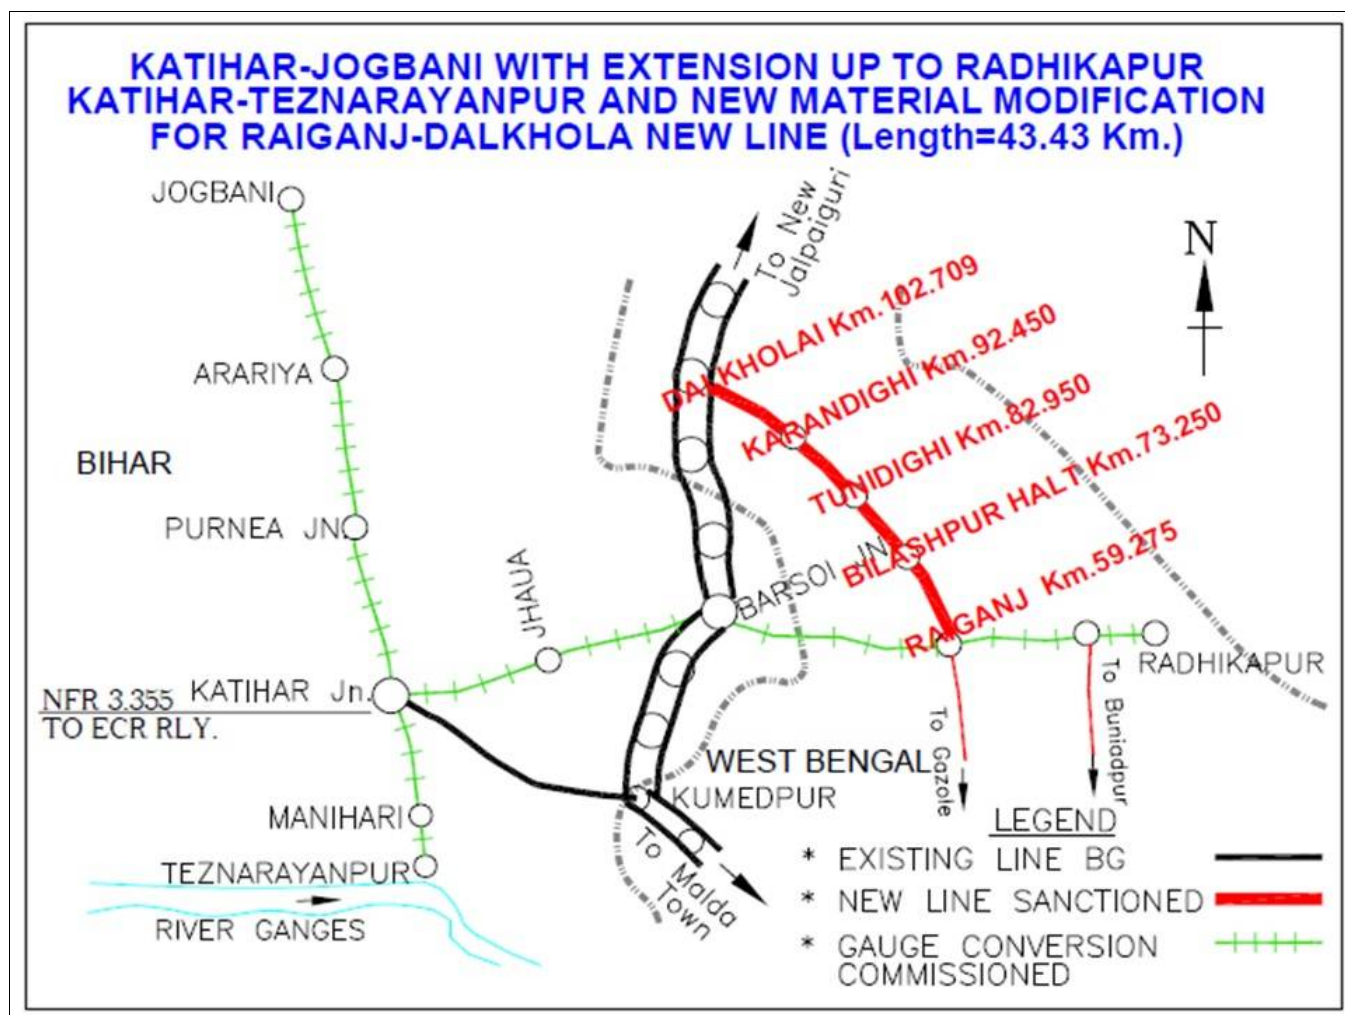 KATIHAR-JOGBANI WITH EXTENSION UP TO RADHIKAPUR
KATIHAR-TEZNARAYANPUR AND NEW MATERIAL MODIFICATION
FOR RAIGANJ-DALKHOLA NEW LINE (Length=43.43 Km.)
JOGBANI
To New
Jalpaiguri
N
DALKHOLAI Km.102.709
KARANDIGHI Km.92.450
ARARIYA
TUNIDIGHI Km.82.950
BIHAR
BILASHPUR HALT Km.73.250
PURNEA JN.
BARSOI JN.
JHAUA
RAIGANJ Km.59.275
RADHIKAPUR
KATIHAR Jn.
NFR 3.355
TO ECR RLY.
To Gazole
To Buniadpur
WEST BENGAL
KUMEDPUR
MANIHARI
To Malda
Town
TEZNARAYANPUR
RIVER GANGES
LEGEND
* EXISTING LINE BG
* NEW LINE SANCTIONED
* GAUGE CONVERSION
COMMISSIONED